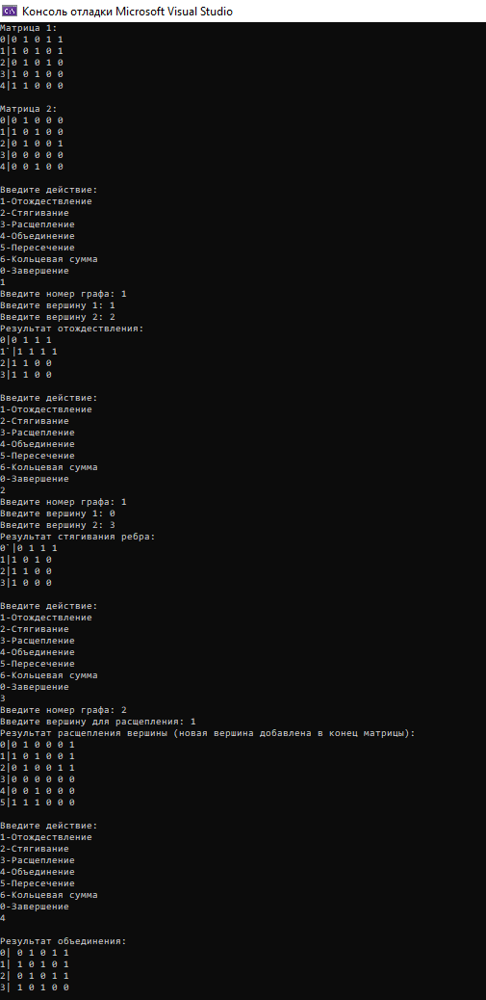 Консоль отладки Microsoft Visual Studio
Матрица 1:
0|0 1 0 1 1
1|1 0 1 0 1
2|0 1 0 1 0
3|1 0 1 0 0
4|1 1 0 0 0
Матрица 2:
0|0 1 0 0 0
1|1 0 1 0 0
2|0 1 0 0 1
3|0 0 0 0 0
4|0 0 1 0 0
Введите действие:
1-Отождествление
2-Стягивание
3-Расщепление
4-Объединение
5-Пересечение
6-Кольцевая сумма
0-Завершение
1
Введите номер графа: 1
Введите вершину 1: 1
Введите вершину 2: 2
Результат отождествления:
0|0 1 1 1
1`|1 1 1 1
2|1 1 0 0
3|1 1 0 0
Введите действие:
1-Отождествление
2-Стягивание
3-Расщепление
4-Объединение
5-Пересечение
6-Кольцевая сумма
0-Завершение
2
Введите номер графа: 1
Введите вершину 1: 0
Введите вершину 2: 3
Результат стягивания ребра:
0`|0 1 1 1
1|1 0 1 0
2|1 1 0 0
3|1 0 0 0
Введите действие:
1-Отождествление
2-Стягивание
3-Расщепление
4-Объединение
5-Пересечение
6-Кольцевая сумма
0-Завершение
3
Введите номер графа: 2
Введите вершину для расщепления: 1
Результат расщепления вершины (новая вершина добавлена в конец матрицы):
0|0 1 0 0 0 1
1|1 0 1 0 0 1
2|0 1 0 0 1 1
3|0 0 0 0 0 0
4|0 0 1 0 0 0
5|1 1 1 0 0 0
Введите действие:
1-Отождествление
2-Стягивание
3-Расщепление
4-Объединение
5-Пересечение
6-Кольцевая сумма
0-Завершение
4
Результат объединения:
0| 0 1 0 1 1
1| 1 0 1 0 1
2| 0 1 0 1 1
3| 1 0 1 0 0